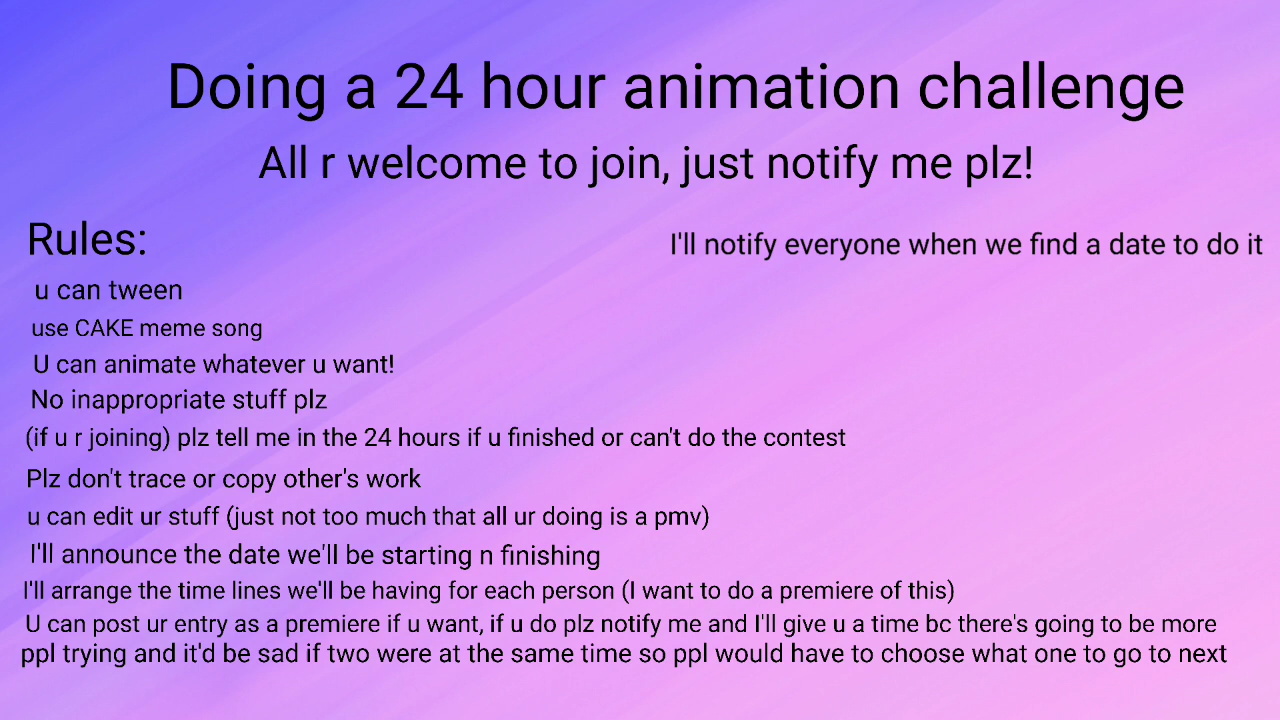 Doing a 24 hour animation challenge
All r welcome to join, just notify me plz!
Rules:
I'll notify everyone when we find a date to do it
u can tween
use CAKE meme song
U can animate whatever u want!
No inappropriate stuff plz
(if u r joining) plz tell me in the 24 hours if u finished or can't do the contest
Plz don't trace or copy other's work
u can edit ur stuff (just not too much that all ur doing is a pmv)
I'll announce the date we'll be starting n finishing
I'll arrange the time lines we'll be having for each person (I want to do a premiere of this)
U can post ur entry as a premiere if u want, if u do plz notify me and I'll give u a time bc there's going to be more
ppl trying and it'd be sad if two were at the same time so ppl would have to choose what one to go to next